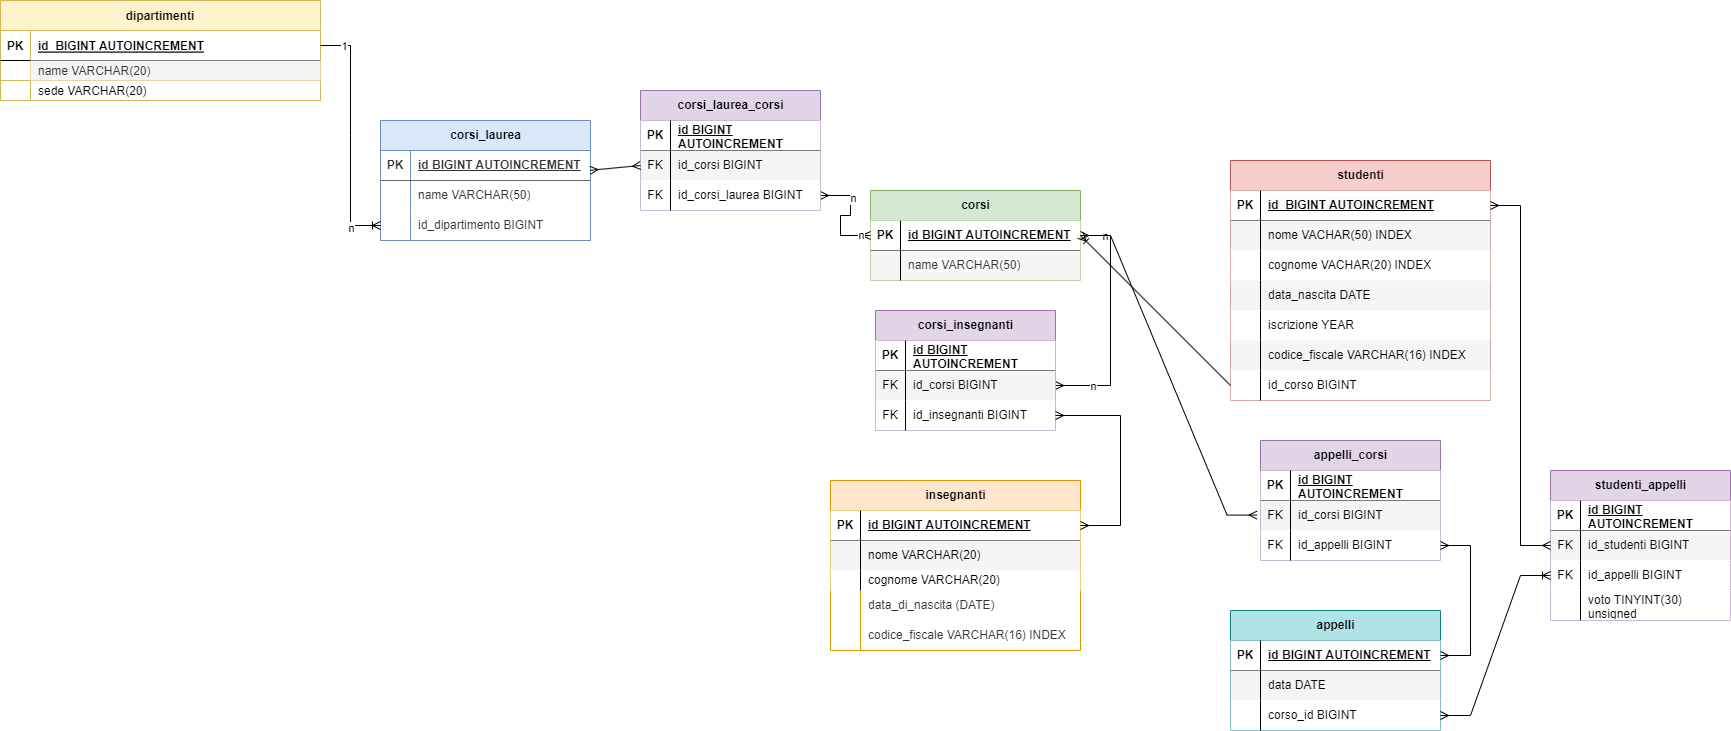 dipartimenti
PK id_BIGINT AUTOINCREMENT
name VARCHAR(20)
sede VARCHAR(20)
1
n
corsi_laurea
PK id BIGINT AUTOINCREMENT
name VARCHAR(50)
id_dipartimento BIGINT
corsi_laurea_corsi
PK id BIGINT
AUTOINCREMENT
FK id_corsi BIGINT
FK id_corsi_laurea BIGINT
n
n
corsi
PK id BIGINT AUTOINCREMENT
name VARCHAR(50)
n
n
corsi_insegnanti
PK id BIGINT
AUTOINCREMENT
FK id_corsi BIGINT
FK id_insegnanti BIGINT
insegnanti
PK id BIGINT AUTOINCREMENT
nome VARCHAR(20)
cognome VARCHAR(20)
data_di_nascita (DATE)
codice_fiscale VARCHAR(16) INDEX
studenti
PK id_BIGINT AUTOINCREMENT
nome VACHAR(50) INDEX
cognome VACHAR(20) INDEX
data_nascita DATE
iscrizione YEAR
codice_fiscale VARCHAR(16) INDEX
id_corso BIGINT
appelli_corsi
PK id BIGINT
AUTOINCREMENT
FK id_corsi BIGINT
FK id_appelli BIGINT
appelli
PK id BIGINT AUTOINCREMENT
data DATE
corso_id BIGINT
studenti_appelli
PK id BIGINT
AUTOINCREMENT
FK id_studenti BIGINT
FK id_appelli BIGINT
voto TINYINT(30)
unsigned